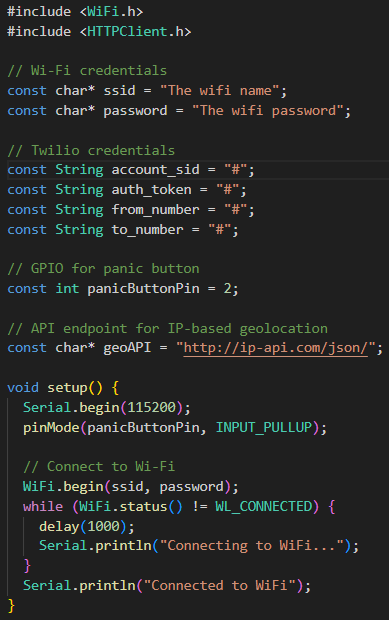 #include <WiFi.h>
#include <HTTPClient.h>
// Wi-Fi credentials
const char* ssid = "The wifi name";
const char* password = "The wifi password";
// Twilio credentials
const String account_sid = "#";
const String auth_token = "#";
const String from_number = "#";
const String to_number = "#";
// GPIO for panic button
const int panicButtonPin = 2;
// API endpoint for IP-based geolocation
const char* geoAPI = "http://ip-api.com/json/";
void setup() {
  Serial.begin(115200);
  pinMode(panicButtonPin, INPUT_PULLUP);
  // Connect to Wi-Fi
  WiFi.begin(ssid, password);
  while (WiFi.status() != WL_CONNECTED) {
    delay(1000);
    Serial.println("Connecting to WiFi...");
  }
  Serial.println("Connected to WiFi");
}